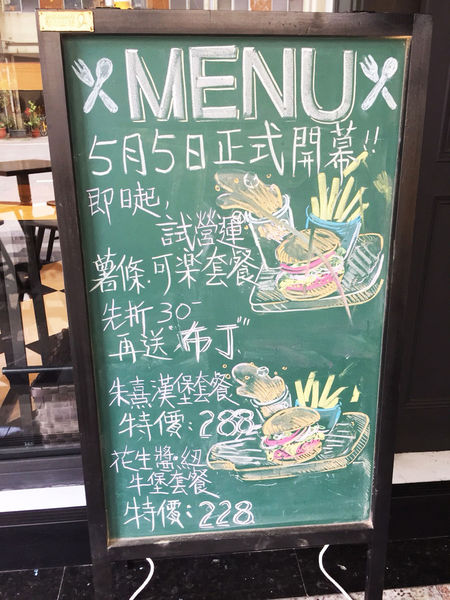 MENU
5月5日正式開幕!!
即日起,
試營運
薯條.可樂套餐
先折30-
再送"布丁"
朱熹漢堡套餐
特價:288
花生醬.紐
牛堡套餐
特價:228